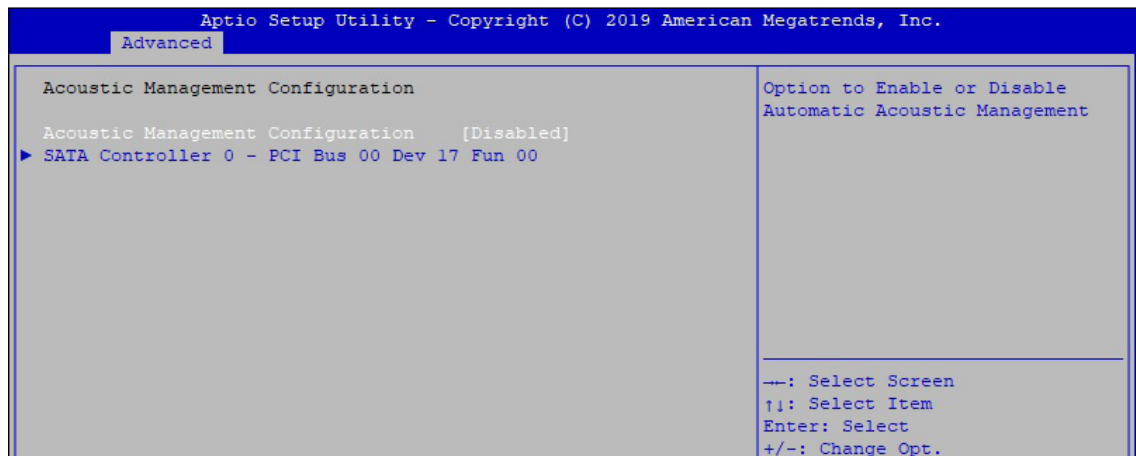 Aptio Setup Utility - Copyright (C) 2019 American Megatrends, Inc.
Advanced
Acoustic Management Configuration
Acoustic Management Configuration [Disabled]
► SATA Controller 0 - PCI Bus 00 Dev 17 Fun 00
Option to Enable or Disable
Automatic Acoustic Management
→←: Select Screen
↑↓: Select Item
Enter: Select
+/-: Change Opt.